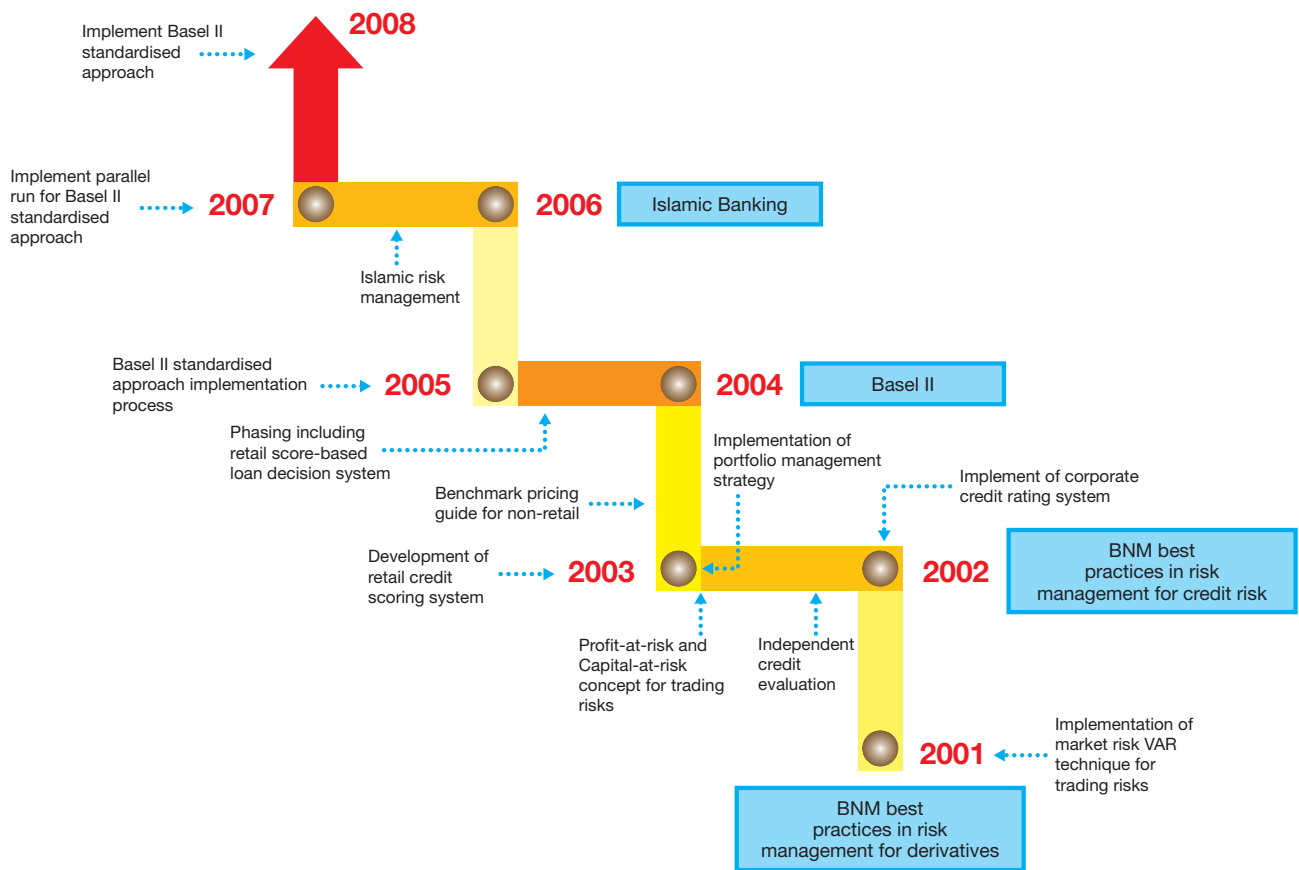 Implement Basel II
standardised
approach
2008
Implement parallel
run for Basel II
standardised
approach
2007
2006
Islamic Banking
Islamic risk
management
Basel II standardised
approach implementation
process
2005
2004
Basel II
Phasing including
retail score-based
loan decision system
Implementation of
portfolio management
strategy
Implement of corporate
credit rating system
Benchmark pricing
guide for non-retail
Development of
retail credit
scoring system
2003
2002
BNM best
practices in risk
management for credit risk
Profit-at-risk and
Capital-at-risk
concept for trading
risks
Independent
credit
evaluation
2001
Implementation of
market risk VAR
technique for
trading risks
BNM best
practices in risk
management for derivatives